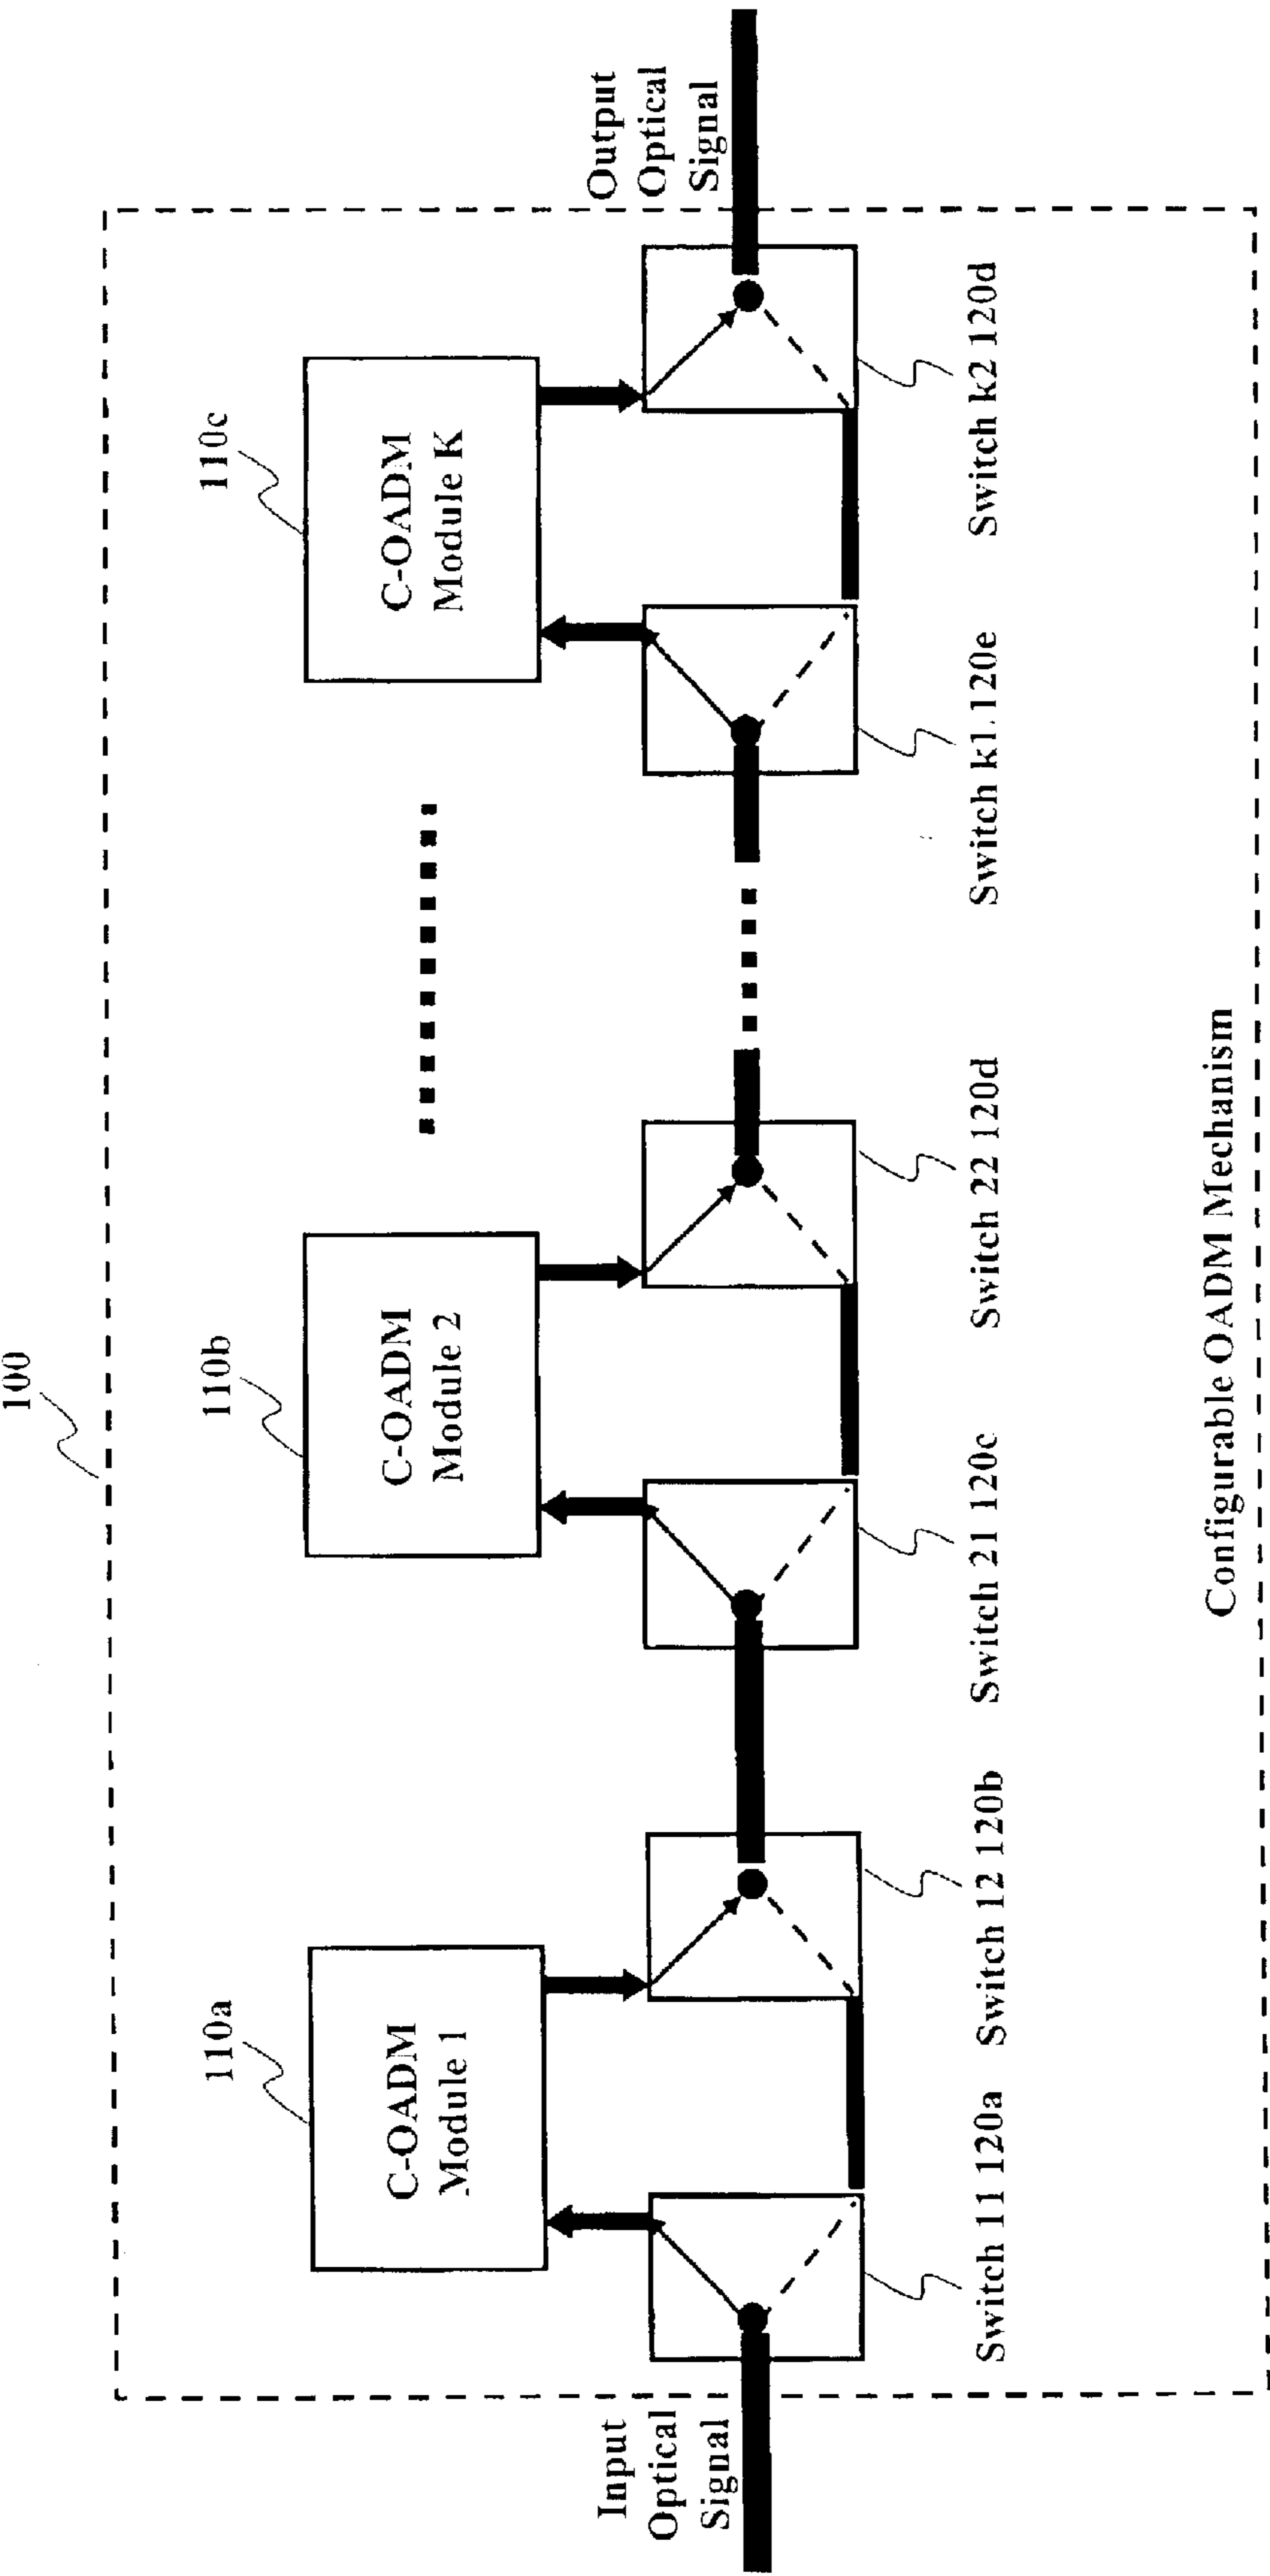 100
110a
110b
110c
C-OADM
Module 1
C-OADM
Module 2
C-OADM
Module K
Input
Optical
Signal
Output
Optical
Signal
Switch 11 120a
Switch 12 120b
Switch 21 120c
Switch 22 120d
Switch k1 120e
Switch k2 120d
Configurable OADM Mechanism